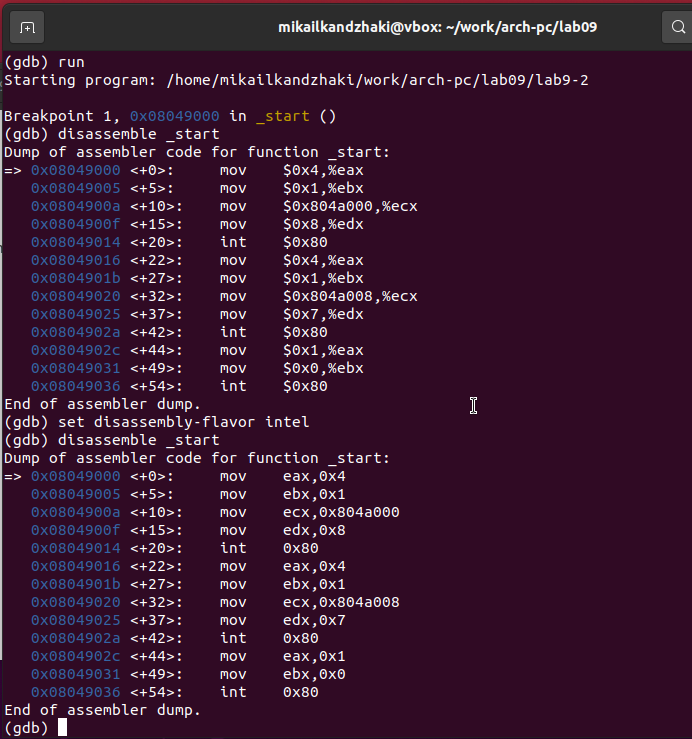 mikailkandzhaki@vbox: ~/work/arch-pc/lab09
(gdb) run
Starting program: /home/mikailkandzhaki/work/arch-pc/lab09/lab9-2
Breakpoint 1, 0x08049000 in _start ()
(gdb) disassemble _start
Dump of assembler code for function _start:
=> 0x08049000 <+0>:     mov    $0x4,%eax
   0x08049005 <+5>:     mov    $0x1,%ebx
   0x0804900a <+10>:    mov    $0x804a000,%ecx
   0x0804900f <+15>:    mov    $0x8,%edx
   0x08049014 <+20>:    int    $0x80
   0x08049016 <+22>:    mov    $0x4,%eax
   0x0804901b <+27>:    mov    $0x1,%ebx
   0x08049020 <+32>:    mov    $0x804a008,%ecx
   0x08049025 <+37>:    mov    $0x7,%edx
   0x0804902a <+42>:    int    $0x80
   0x0804902c <+44>:    mov    $0x1,%eax
   0x08049031 <+49>:    mov    $0x0,%ebx
   0x08049036 <+54>:    int    $0x80
End of assembler dump.
(gdb) set disassembly-flavor intel
(gdb) disassemble _start
Dump of assembler code for function _start:
=> 0x08049000 <+0>:     mov    eax,0x4
   0x08049005 <+5>:     mov    ebx,0x1
   0x0804900a <+10>:    mov    ecx,0x804a000
   0x0804900f <+15>:    mov    edx,0x8
   0x08049014 <+20>:    int    0x80
   0x08049016 <+22>:    mov    eax,0x4
   0x0804901b <+27>:    mov    ebx,0x1
   0x08049020 <+32>:    mov    ecx,0x804a008
   0x08049025 <+37>:    mov    edx,0x7
   0x0804902a <+42>:    int    0x80
   0x0804902c <+44>:    mov    eax,0x1
   0x08049031 <+49>:    mov    ebx,0x0
   0x08049036 <+54>:    int    0x80
End of assembler dump.
(gdb)